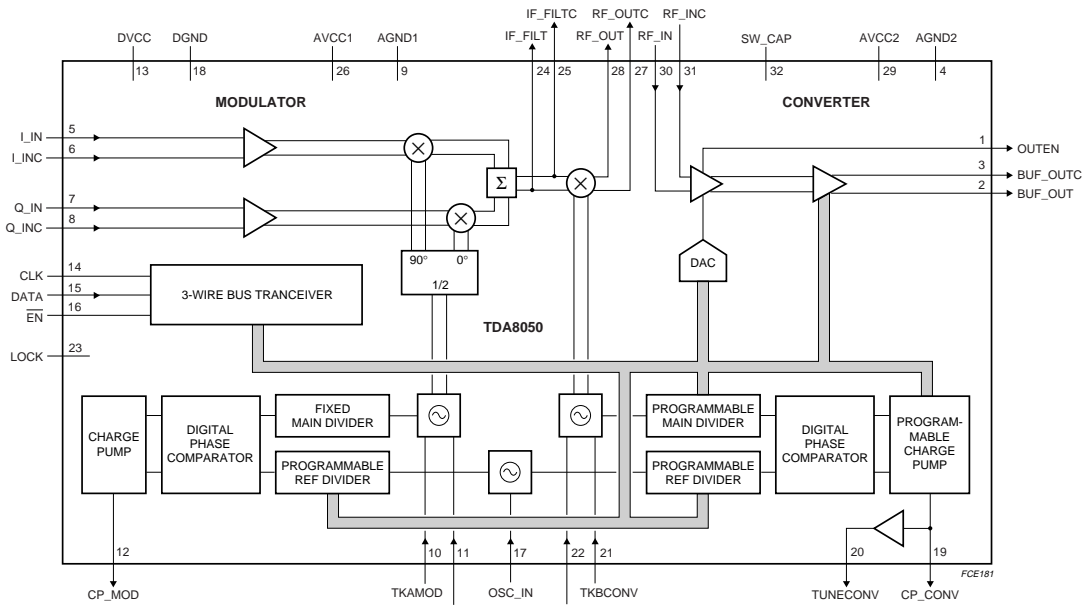 IF_FILTC RF_OUTC RF_INC
IF_FILT RF_OUT RF_IN
DVCC DGND AVCC1 AGND1 SW_CAP AVCC2 AGND2
13 18 26 9 24 25 28 27 30 31 32 29 4
MODULATOR CONVERTER
I_IN 5
I_INC 6
1 OUTEN
3 BUF_OUTC
2 BUF_OUT
Σ
Q_IN 7
Q_INC 8
90° 0°
1/2
DAC
CLK 14
DATA 15
EN 16
3-WIRE BUS TRANCEIVER
TDA8050
LOCK 23
CHARGE PUMP
DIGITAL PHASE COMPARATOR
FIXED MAIN DIVIDER
PROGRAMMABLE REF DIVIDER
PROGRAMMABLE MAIN DIVIDER
PROGRAMMABLE REF DIVIDER
DIGITAL PHASE COMPARATOR
PROGRAM-
MABLE
CHARGE
PUMP
12 10 11 17 22 21 20 19
FCE181
CP_MOD TKAMOD OSC_IN TKBCONV TUNECONV CP_CONV